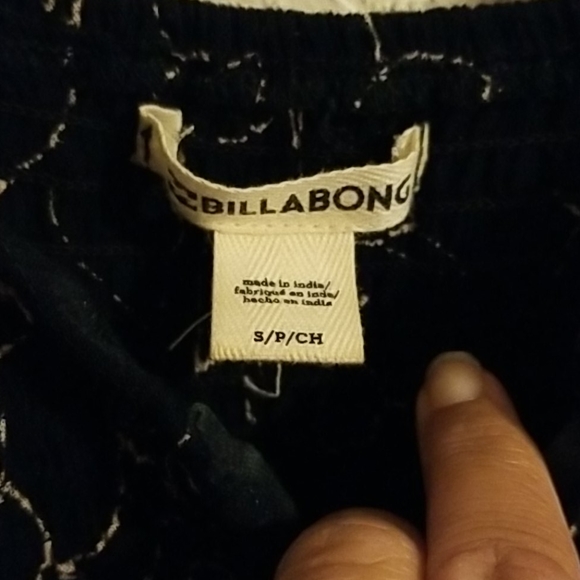 BILLABONG
made in india/
fabriqué en inde/
hecho en india
S/P/CH